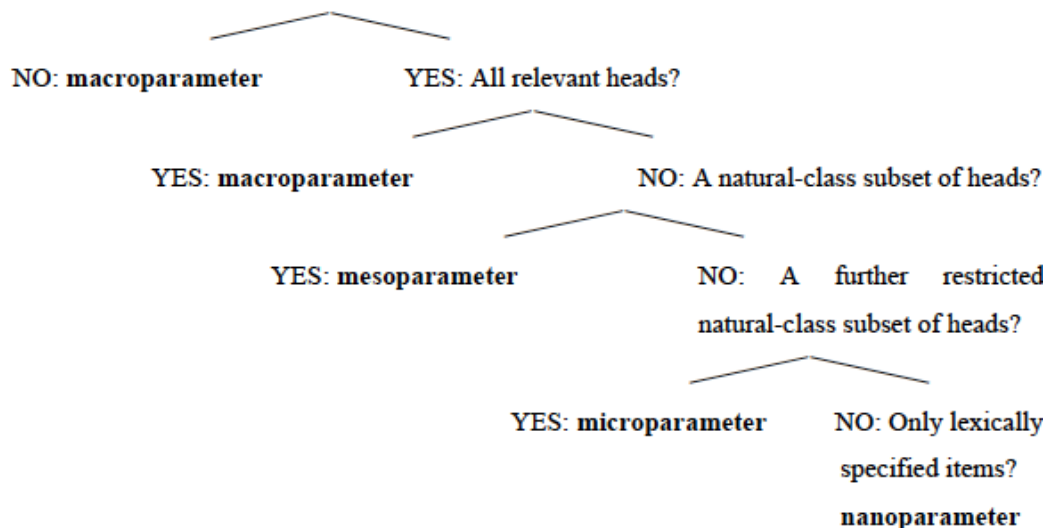 NO: macroparameter YES: All relevant heads?
YES: macroparameter NO: A natural-class subset of heads?
YES: mesoparameter NO: A further restricted
natural-class subset of heads?
YES: microparameter NO: Only lexically
specified items?
nanoparameter